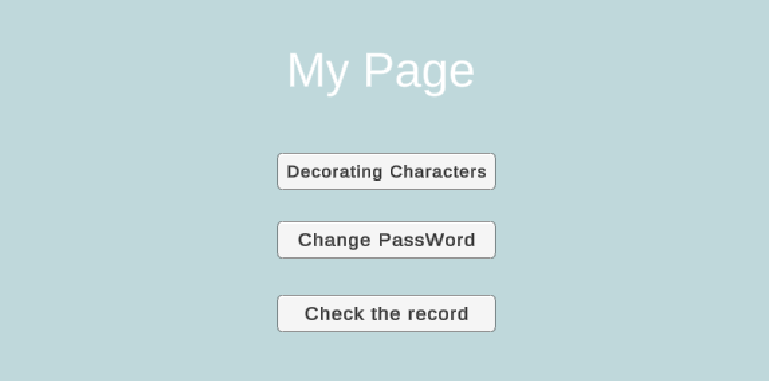 My Page
Decorating Characters
Change PassWord
Check the record